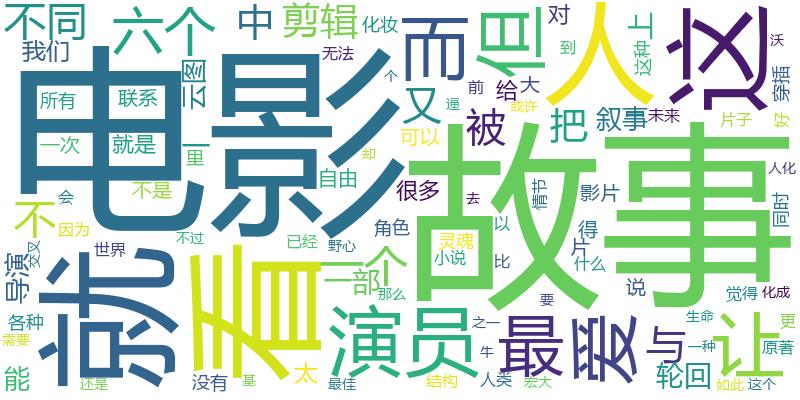 不同
六个
中
剪辑
化妆
而
但
人
对
上
这
沃
我们
无法
到
这种
穿插
电影
云图
个
前
给
大
所有
联系
又
逼
或许
被
把
叙事
未来
片子
好
一次
就是
里
可以
故事
人化
不是
自由
很多
去
情节
影片
同时
会
不
因为
角色
灵魂
以
得
片
交叉
世界
不过
已经
野心
小说
比
什么
说
导演
就
看
一个
一部
那么
要
觉得
化成
各种
演员
最
之一
爱
与
生命
让
更
需要
能
没有
太
牛
一种
原著
还是
基
最佳
结构
人类
宏大
轮回
如此
这个
却